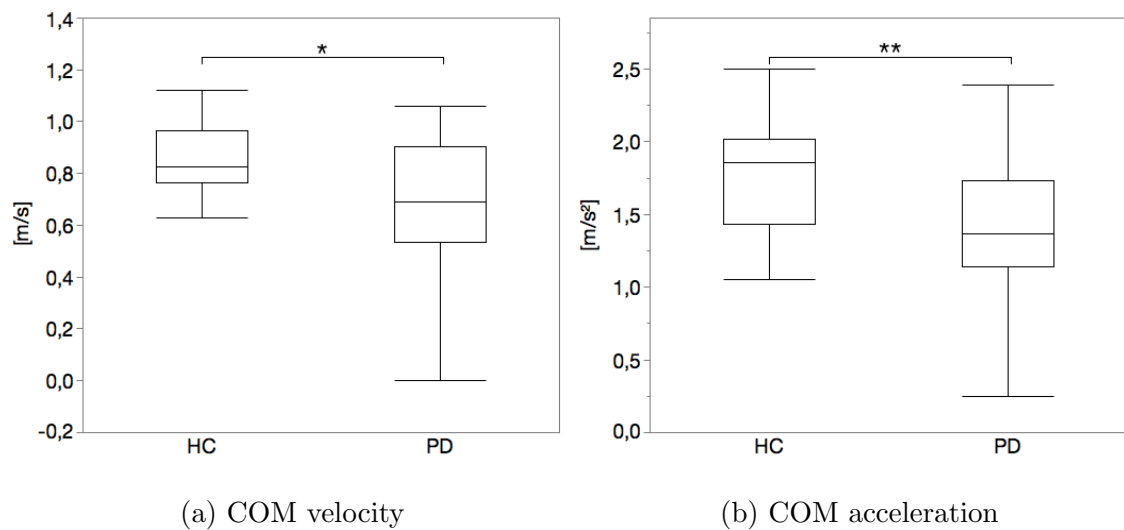 1,4
1,2
1,0
0,8
0,6
0,4
0,2
0,0
-0,2
[m/s]
*
HC PD
(a) COM velocity
2,5
2,0
1,5
1,0
0,5
0,0
[m/s²]
**
HC PD
(b) COM acceleration